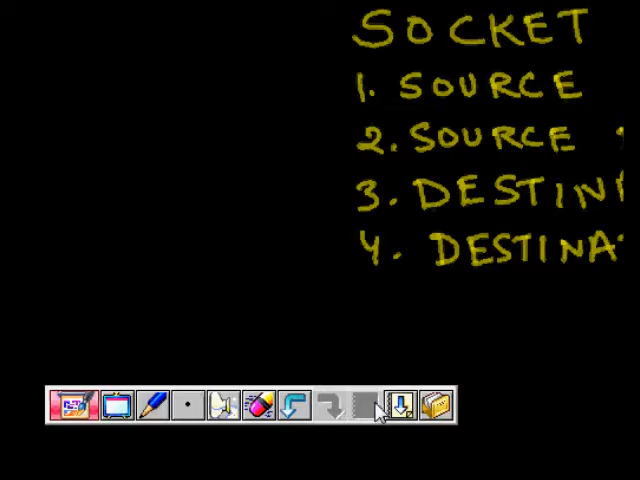 SOCKET
1. SOURCE
2. SOURCE
3. DESTIN
4. DESTINA